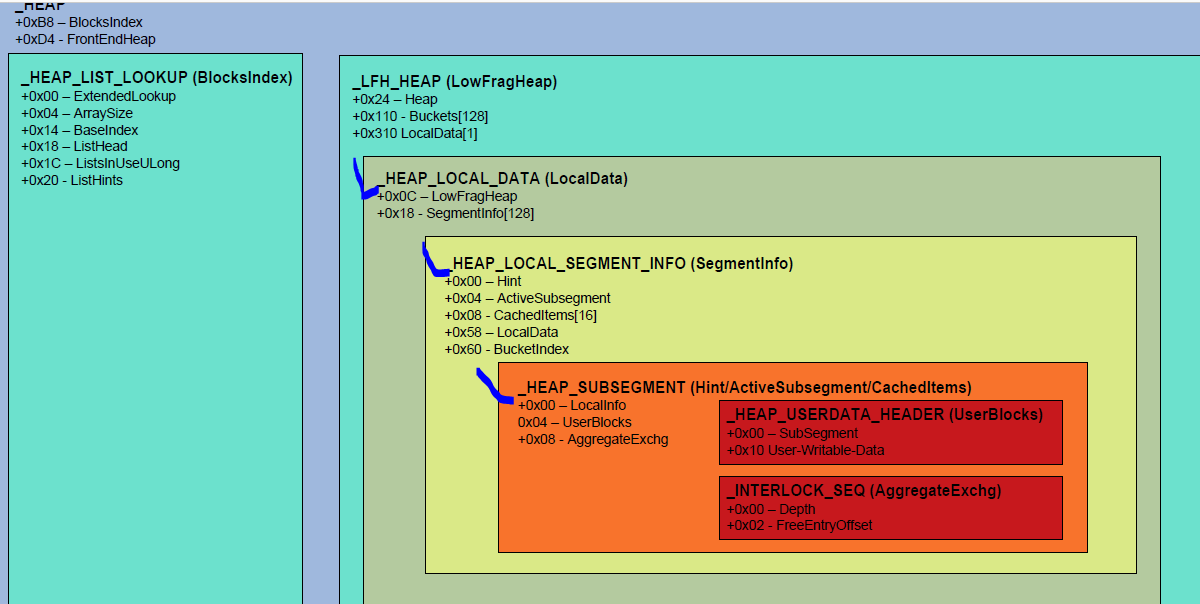 _HEAP
+0xB8 – BlocksIndex
+0xD4 - FrontEndHeap
_HEAP_LIST_LOOKUP (BlocksIndex)
+0x00 – ExtendedLookup
+0x04 – ArraySize
+0x14 – BaseIndex
+0x18 – ListHead
+0x1C – ListsInUseULong
+0x20 - ListHints
_LFH_HEAP (LowFragHeap)
+0x24 – Heap
+0x110 - Buckets[128]
+0x310 LocalData[1]
_HEAP_LOCAL_DATA (LocalData)
+0x0C – LowFragHeap
+0x18 - SegmentInfo[128]
_HEAP_LOCAL_SEGMENT_INFO (SegmentInfo)
+0x00 – Hint
+0x04 – ActiveSubsegment
+0x08 - CachedItems[16]
+0x58 – LocalData
+0x60 - BucketIndex
_HEAP_SUBSEGMENT (Hint/ActiveSubsegment/CachedItems)
+0x00 – LocalInfo
0x04 – UserBlocks
+0x08 - AggregateExchg
_HEAP_USERDATA_HEADER (UserBlocks)
+0x00 – SubSegment
+0x10 User-Writable-Data
_INTERLOCK_SEQ (AggregateExchg)
+0x00 – Depth
+0x02 - FreeEntryOffset